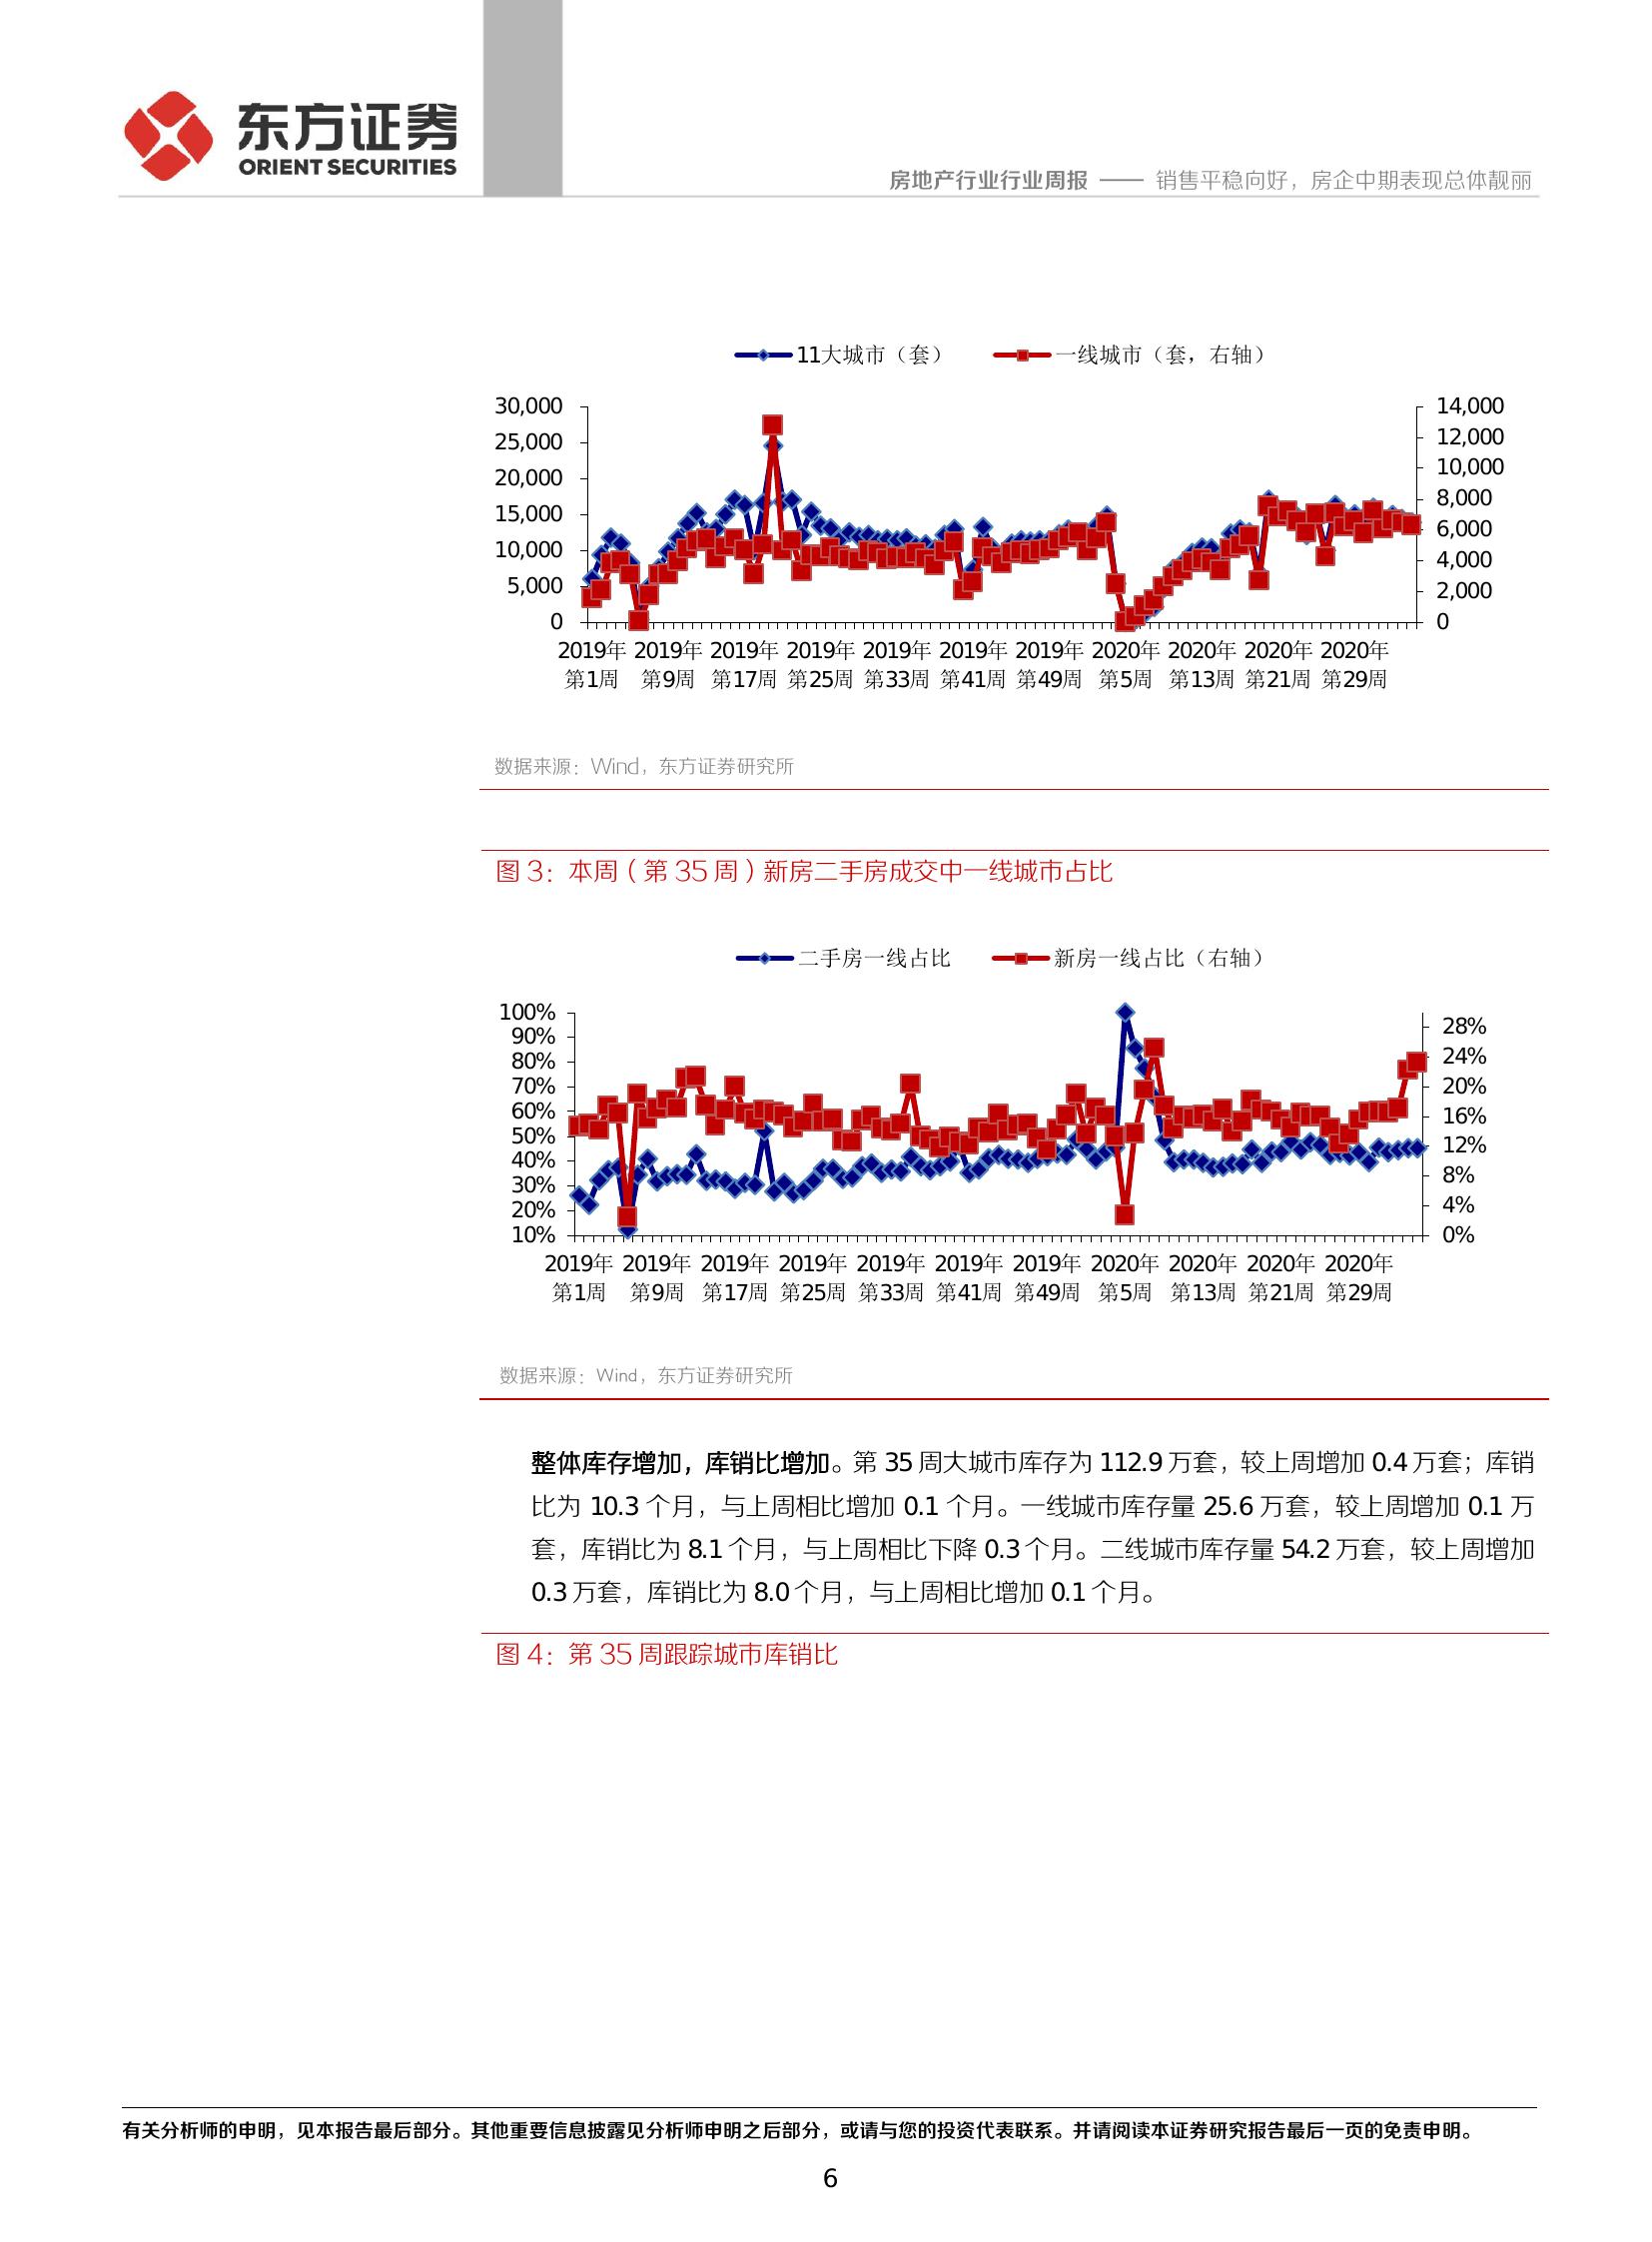 东方证券
ORIENT SECURITIES
房地产行业行业周报 —— 销售平稳向好，房企中期表现总体靓丽
11大城市（套） 一线城市（套，右轴）
30,000 14,000
25,000 12,000
20,000 10,000
15,000 8,000
10,000 6,000
5,000 4,000
0 2,000
0
2019年 2019年 2019年 2019年 2019年 2019年 2019年 2020年 2020年 2020年 2020年
第1周 第9周 第17周 第25周 第33周 第41周 第49周 第5周 第13周 第21周 第29周
数据来源：Wind，东方证券研究所
图 3：本周（第 35 周）新房二手房成交中一线城市占比
二手房一线占比 新房一线占比（右轴）
100%
90% 28%
80% 24%
70% 20%
60% 16%
50% 12%
40% 8%
30% 4%
20% 0%
10%
2019年 2019年 2019年 2019年 2019年 2019年 2019年 2020年 2020年 2020年 2020年
第1周 第9周 第17周 第25周 第33周 第41周 第49周 第5周 第13周 第21周 第29周
数据来源：Wind，东方证券研究所
整体库存增加，库销比增加。第 35 周大城市库存为 112.9 万套，较上周增加 0.4 万套；库销
比为 10.3 个月，与上周相比增加 0.1 个月。一线城市库存量 25.6 万套，较上周增加 0.1 万
套，库销比为 8.1 个月，与上周相比下降 0.3 个月。二线城市库存量 54.2 万套，较上周增加
0.3 万套，库销比为 8.0 个月，与上周相比增加 0.1 个月。
图 4：第 35 周跟踪城市库销比
有关分析师的申明，见本报告最后部分。其他重要信息披露见分析师申明之后部分，或请与您的投资代表联系。并请阅读本证券研究报告最后一页的免责申明。
6